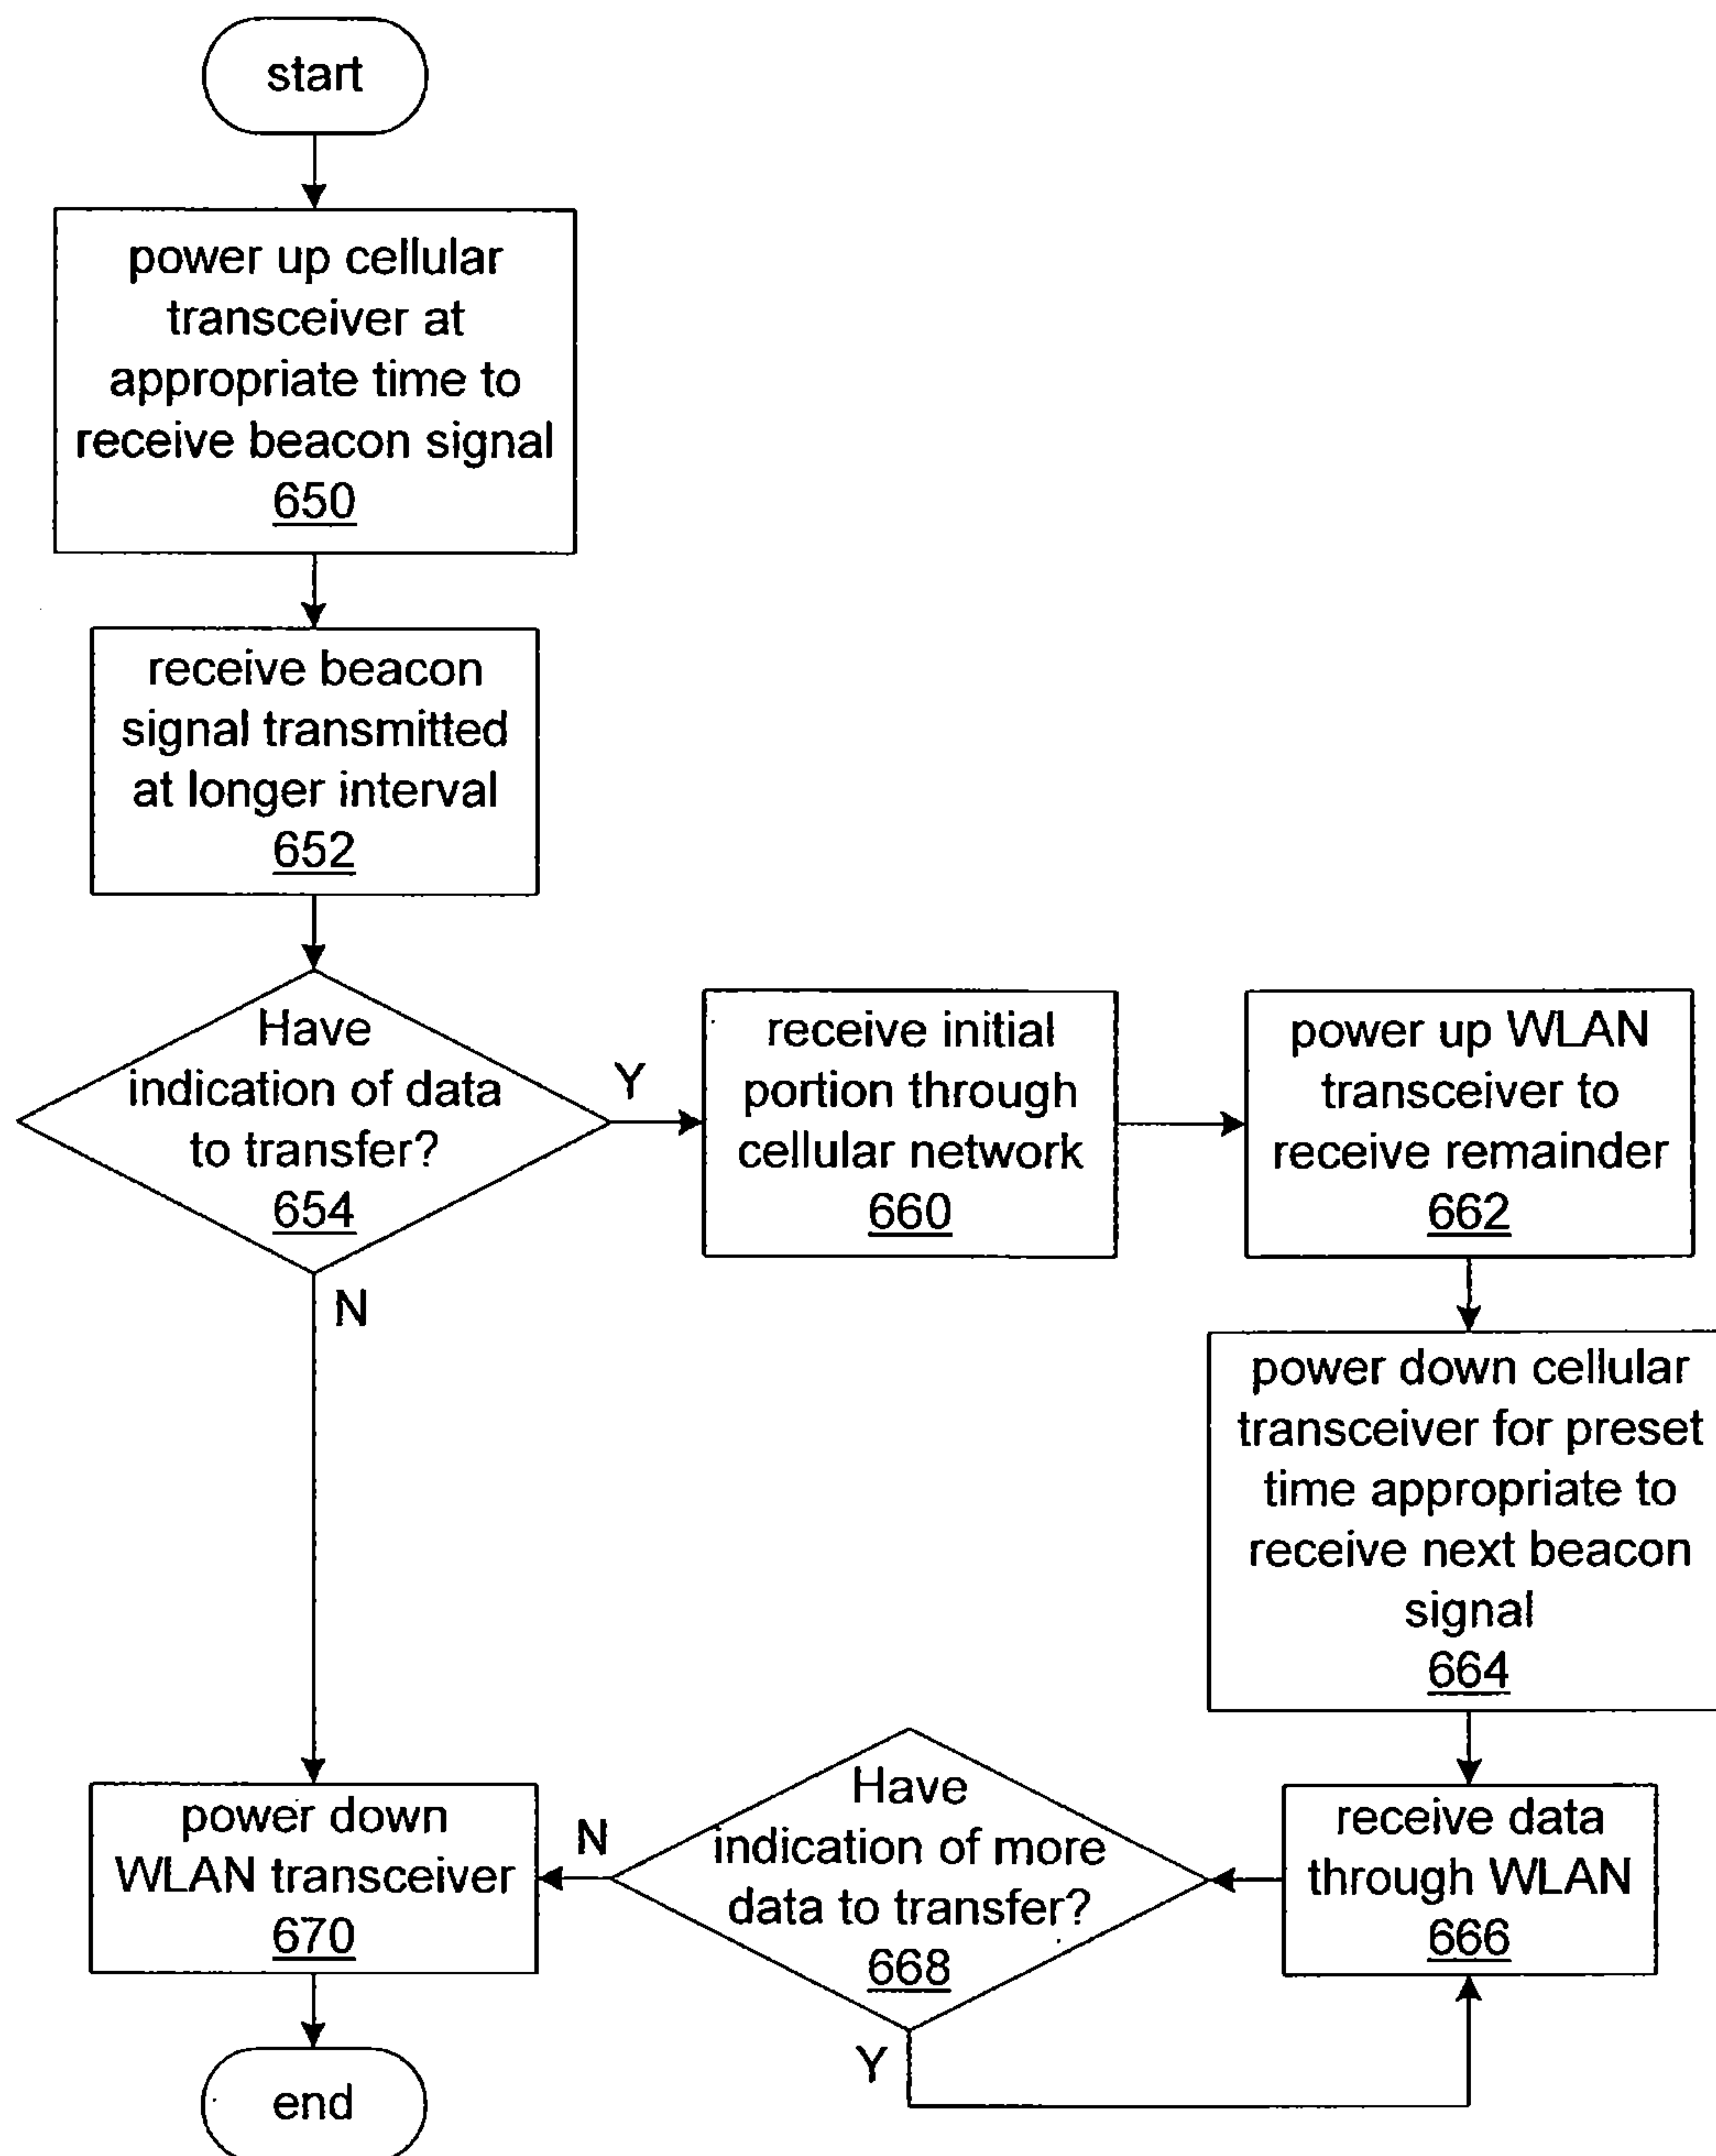 start
power up cellular
transceiver at
appropriate time to
receive beacon signal
650
receive beacon
signal transmitted
at longer interval
652
Have
indication of data
to transfer?
654
Y
N
receive initial
portion through
cellular network
660
power up WLAN
transceiver to
receive remainder
662
power down cellular
transceiver for preset
time appropriate to
receive next beacon
signal
664
receive data
through WLAN
666
Have
indication of more
data to transfer?
668
N
Y
power down
WLAN transceiver
670
end